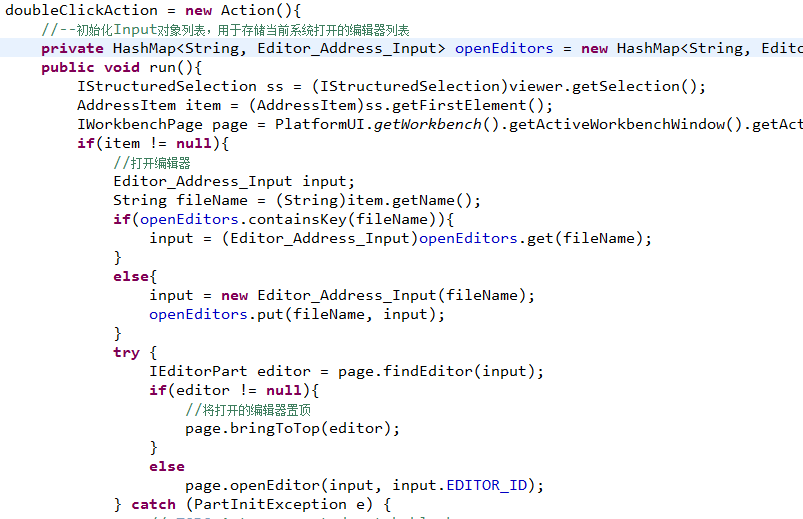 doubleClickAction = new Action(){
//--初始化Input对象列表，用于存储当前系统打开的编辑器列表
private HashMap<String, Editor_Address_Input> openEditors = new HashMap<String, Edito
public void run(){
IStructuredSelection ss = (IStructuredSelection)viewer.getSelection();
AddressItem item = (AddressItem)ss.getFirstElement();
IWorkbenchPage page = PlatformUI.getWorkbench().getActiveWorkbenchWindow().getAct
if(item != null){
//打开编辑器
Editor_Address_Input input;
String fileName = (String)item.getName();
if(openEditors.containsKey(fileName)){
input = (Editor_Address_Input)openEditors.get(fileName);
}
else{
input = new Editor_Address_Input(fileName);
openEditors.put(fileName, input);
}
try {
IEditorPart editor = page.findEditor(input);
if(editor != null){
//将打开的编辑器置顶
page.bringToTop(editor);
}
else
page.openEditor(input, input.EDITOR_ID);
} catch (PartInitException e) {